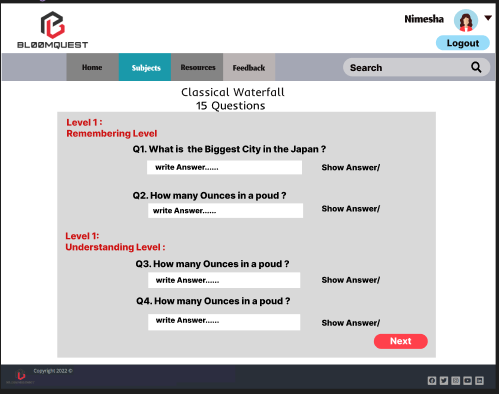 Nimesha
BLOOMQUEST
Logout
Home
Subjects
Resources
Feedback
Search
Classical Waterfall
15 Questions
Level 1 :
Remembering Level
Q1. What is the Biggest City in the Japan ?
write Answer......
Show Answer/
Q2. How many Ounces in a poud ?
write Answer......
Show Answer/
Level 1:
Understanding Level :
Q3. How many Ounces in a poud ?
write Answer......
Show Answer/
Q4. How many Ounces in a poud ?
write Answer......
Show Answer/
Next
Copyright 2022 ©
BLOOMQUEST